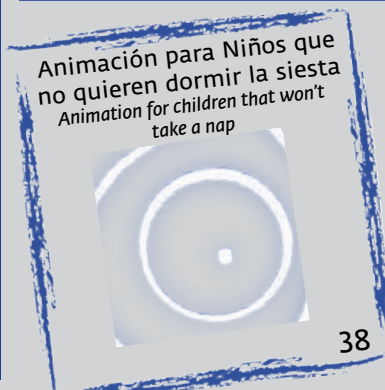 Animación para Niños que
no quieren dormir la siesta
Animation for children that won't
take a nap
38